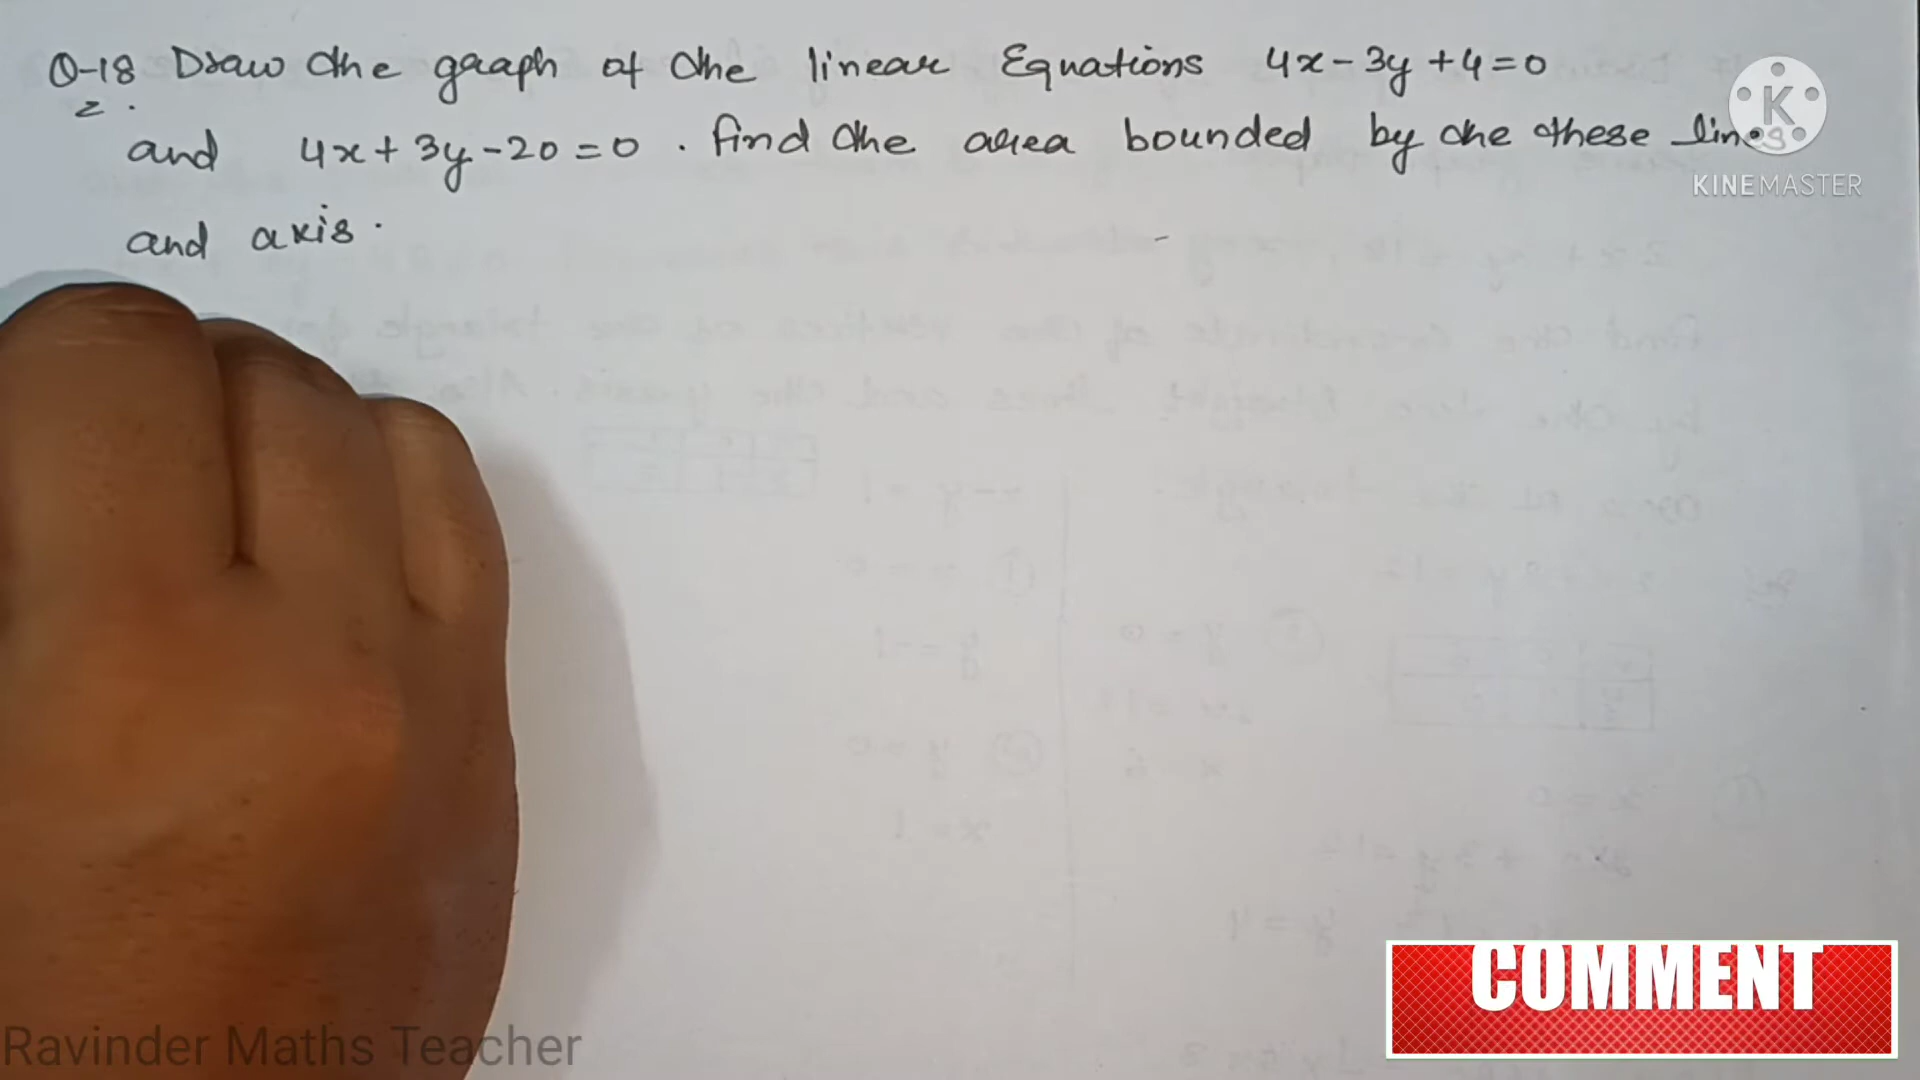 Q-18 Draw the graph of the linear Equations 4x-3y+4=0
and 4x+3y-20=0. find the area bounded by the these lines
and axis.
K
KINEMASTER
COMMENT
Ravinder Maths Teacher